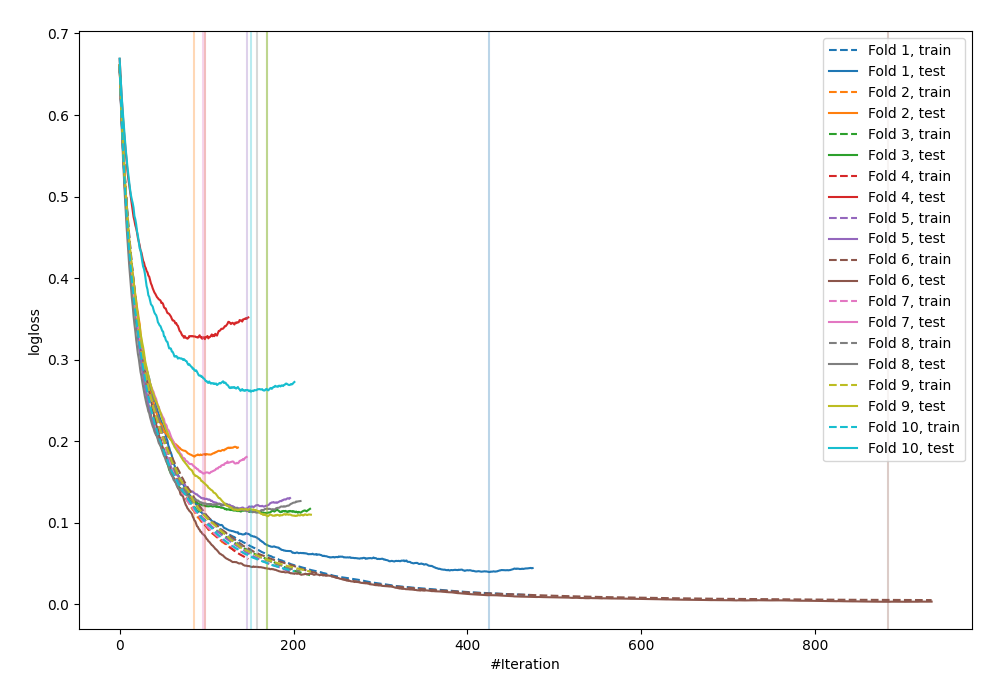 0.7
0.6
0.5
0.4
0.3
0.2
0.1
0.0
logloss
0
200
400
600
800
#Iteration
Fold 1, train
Fold 1, test
Fold 2, train
Fold 2, test
Fold 3, train
Fold 3, test
Fold 4, train
Fold 4, test
Fold 5, train
Fold 5, test
Fold 6, train
Fold 6, test
Fold 7, train
Fold 7, test
Fold 8, train
Fold 8, test
Fold 9, train
Fold 9, test
Fold 10, train
Fold 10, test